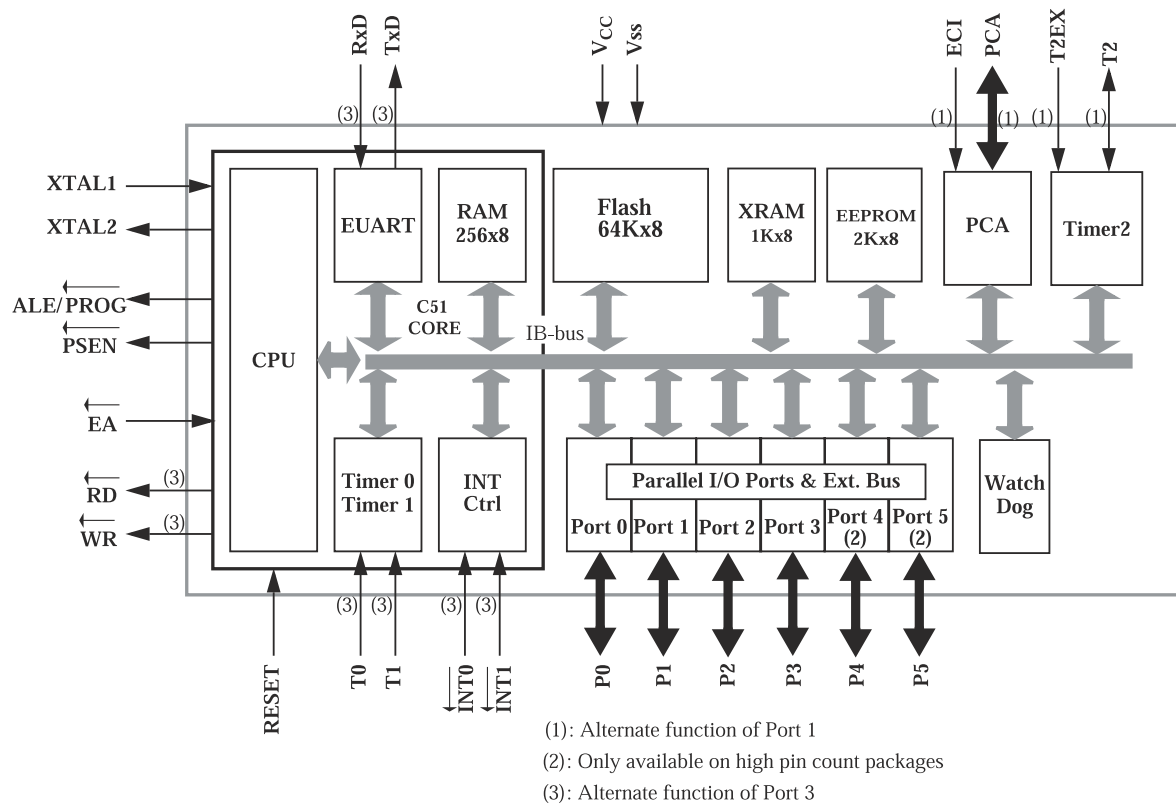 RxD
TxD
VCC
Vss
ECI
PCA
T2EX
T2
(3)
(3)
(1)
(1)
(1)
(1)
XTAL1
XTAL2
ALE/PROG
PSEN
EA
RD
(3)
WR
(3)
CPU
EUART
RAM
256x8
C51
CORE
IB-bus
Flash
64Kx8
XRAM
1Kx8
EEPROM
2Kx8
PCA
Timer2
Timer 0
Timer 1
INT
Ctrl
Parallel I/O Ports & Ext. Bus
Port 0
Port 1
Port 2
Port 3
Port 4
(2)
Port 5
(2)
Watch
Dog
(3)
(3)
(3)
(3)
RESET
T0
T1
INT0
INT1
P0
P1
P2
P3
P4
P5
(1): Alternate function of Port 1
(2): Only available on high pin count packages
(3): Alternate function of Port 3